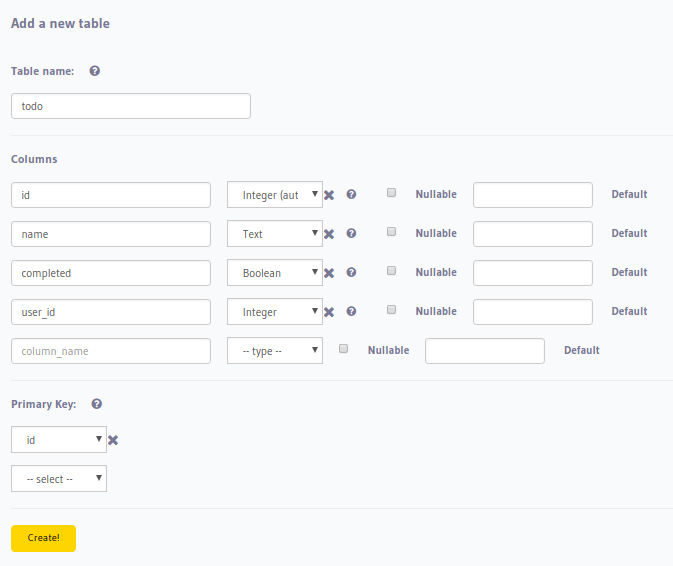 Add a new table
Table name: ?
todo
Columns
id Integer (aut ? Nullable Default
name Text ? Nullable Default
completed Boolean ? Nullable Default
user_id Integer ? Nullable Default
column_name -- type -- Nullable Default
Primary Key: ?
id
-- select --
Create!